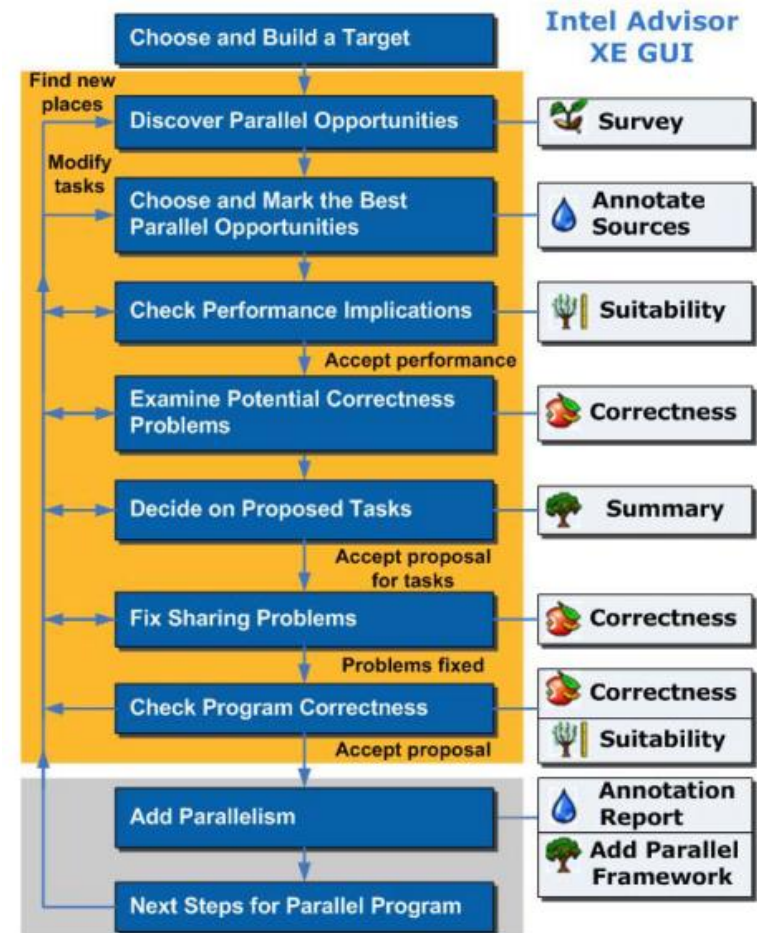 Choose and Build a Target
Intel Advisor
XE GUI
Find new
places
Discover Parallel Opportunities
Survey
Modify
tasks
Choose and Mark the Best
Parallel Opportunities
Annotate
Sources
Check Performance Implications
Suitability
Accept performance
Examine Potential Correctness
Problems
Correctness
Decide on Proposed Tasks
Summary
Accept proposal
for tasks
Fix Sharing Problems
Correctness
Problems fixed
Check Program Correctness
Correctness
Suitability
Accept proposal
Add Parallelism
Annotation
Report
Add Parallel
Framework
Next Steps for Parallel Program